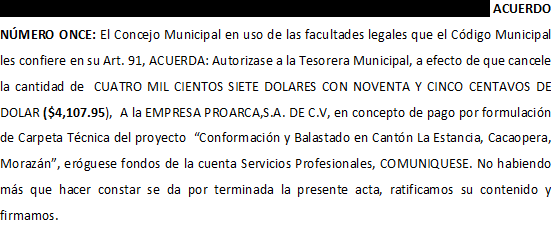 ACUERDO
NÚMERO ONCE: El Concejo Municipal en uso de las facultades legales que el Código Municipal
les confiere en su Art. 91, ACUERDA: Autorizase a la Tesorera Municipal, a efecto de que cancele
la cantidad de CUATRO MIL CIENTOS SIETE DOLARES CON NOVENTA Y CINCO CENTAVOS DE
DOLAR ($4,107.95), A la EMPRESA PROARCA,S.A. DE C.V, en concepto de pago por formulación
de Carpeta Técnica del proyecto “Conformación y Balastado en Cantón La Estancia, Cacaopera,
Morazán”, eróguese fondos de la cuenta Servicios Profesionales, COMUNIQUESE. No habiendo
más que hacer constar se da por terminada la presente acta, ratificamos su contenido y
firmamos.